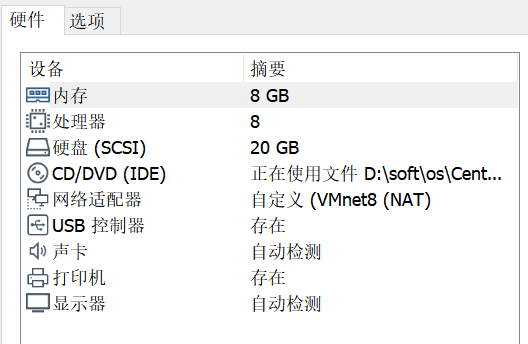 硬件 选项
设备 摘要
内存 8 GB
处理器 8
硬盘 (SCSI) 20 GB
CD/DVD (IDE) 正在使用文件 D:\soft\os\Cent...
网络适配器 自定义 (VMnet8 (NAT)
USB 控制器 存在
声卡 自动检测
打印机 存在
显示器 自动检测